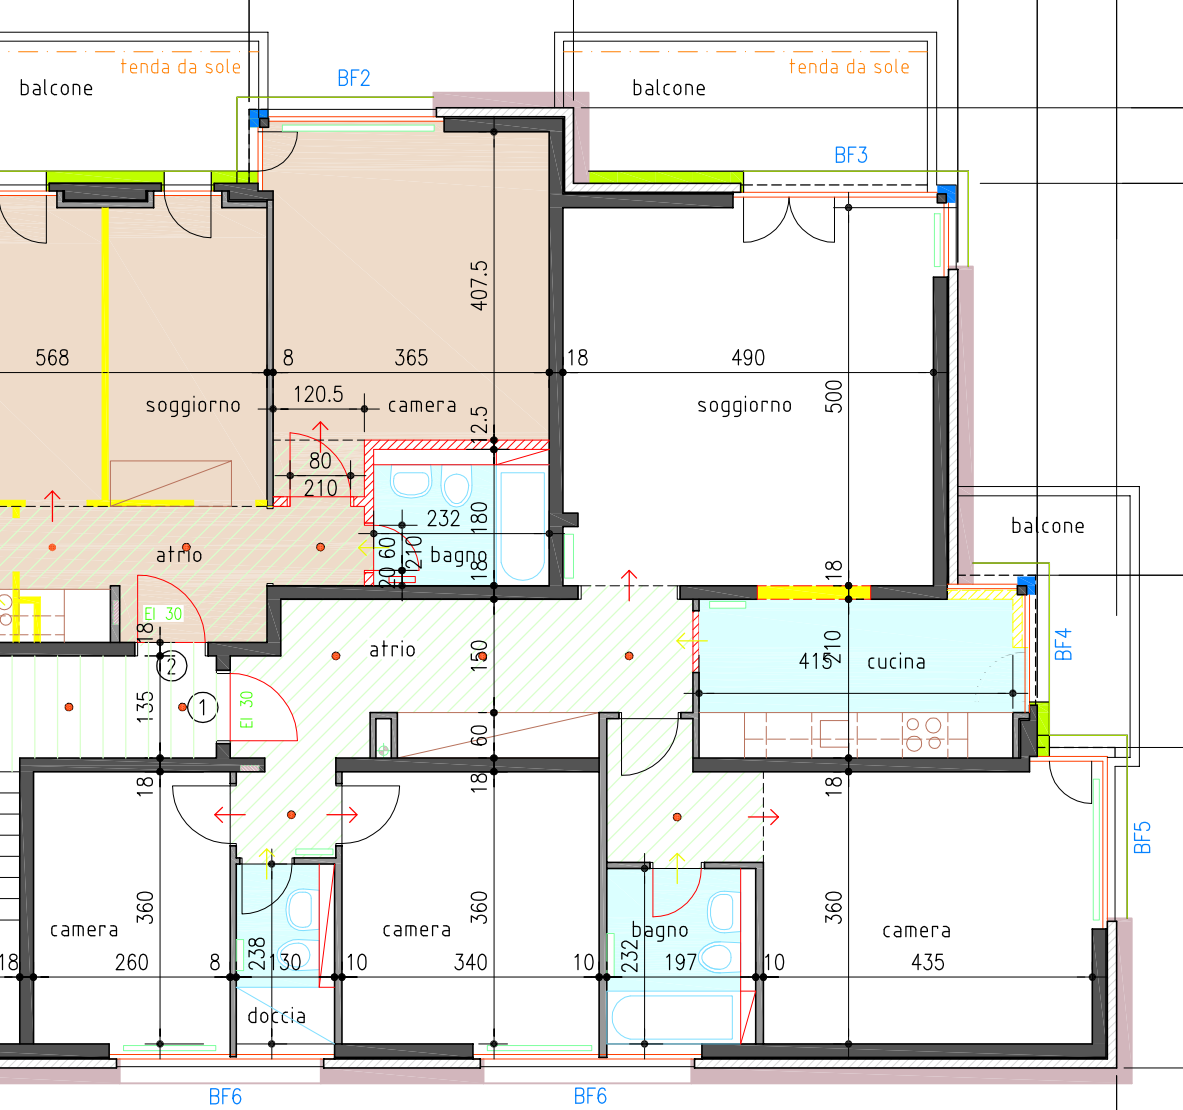 tenda da sole
tenda da sole
BF2
balcone
balcone
BF3
407.5
568
8
365
18
490
120.5
soggiorno
camera
soggiorno
500
12.5
80
210
232
180
balcone
atrio
bagno
60
210
20
18
18
EI 30
18
atrio
150
210
415
cucina
BF4
2
1
135
EI 30
60
18
18
18
BF5
360
360
360
camera
camera
bagno
camera
18
260
8
238
130
10
340
10
232
197
10
435
doccia
BF6
BF6